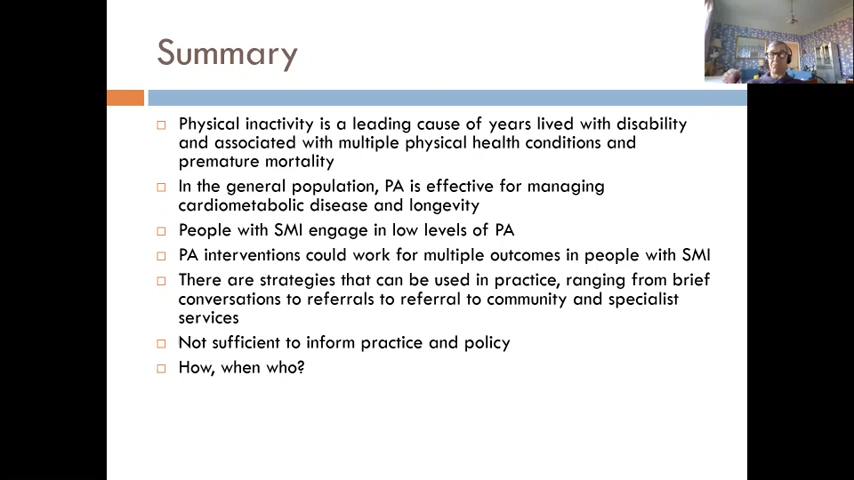 Summary
Physical inactivity is a leading cause of years lived with disability
and associated with multiple physical health conditions and
premature mortality
In the general population, PA is effective for managing
cardiometabolic disease and longevity
People with SMI engage in low levels of PA
PA interventions could work for multiple outcomes in people with SMI
There are strategies that can be used in practice, ranging from brief
conversations to referrals to referral to community and specialist
services
Not sufficient to inform practice and policy
How, when who?